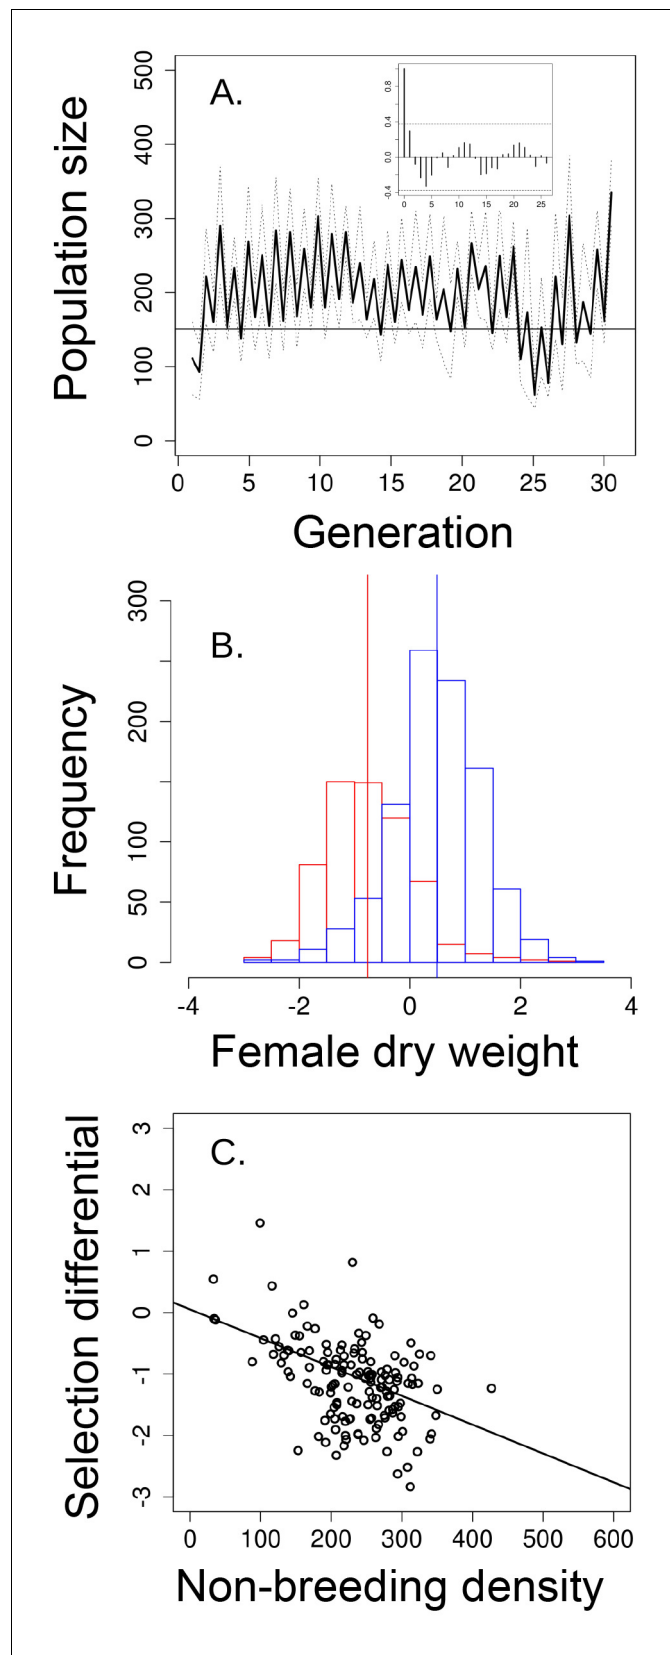 A.
Population size
500
400
300
200
100
0
0.8
0.4
0.0
-0.4
0 5 10 15 20 25
0 5 10 15 20 25 30
Generation
B.
Frequency
300
200
100
50
0
-4 -2 0 2 4
Female dry weight
C.
Selection differential
3
2
1
0
-1
-2
-3
0 100 200 300 400 500 600
Non-breeding density